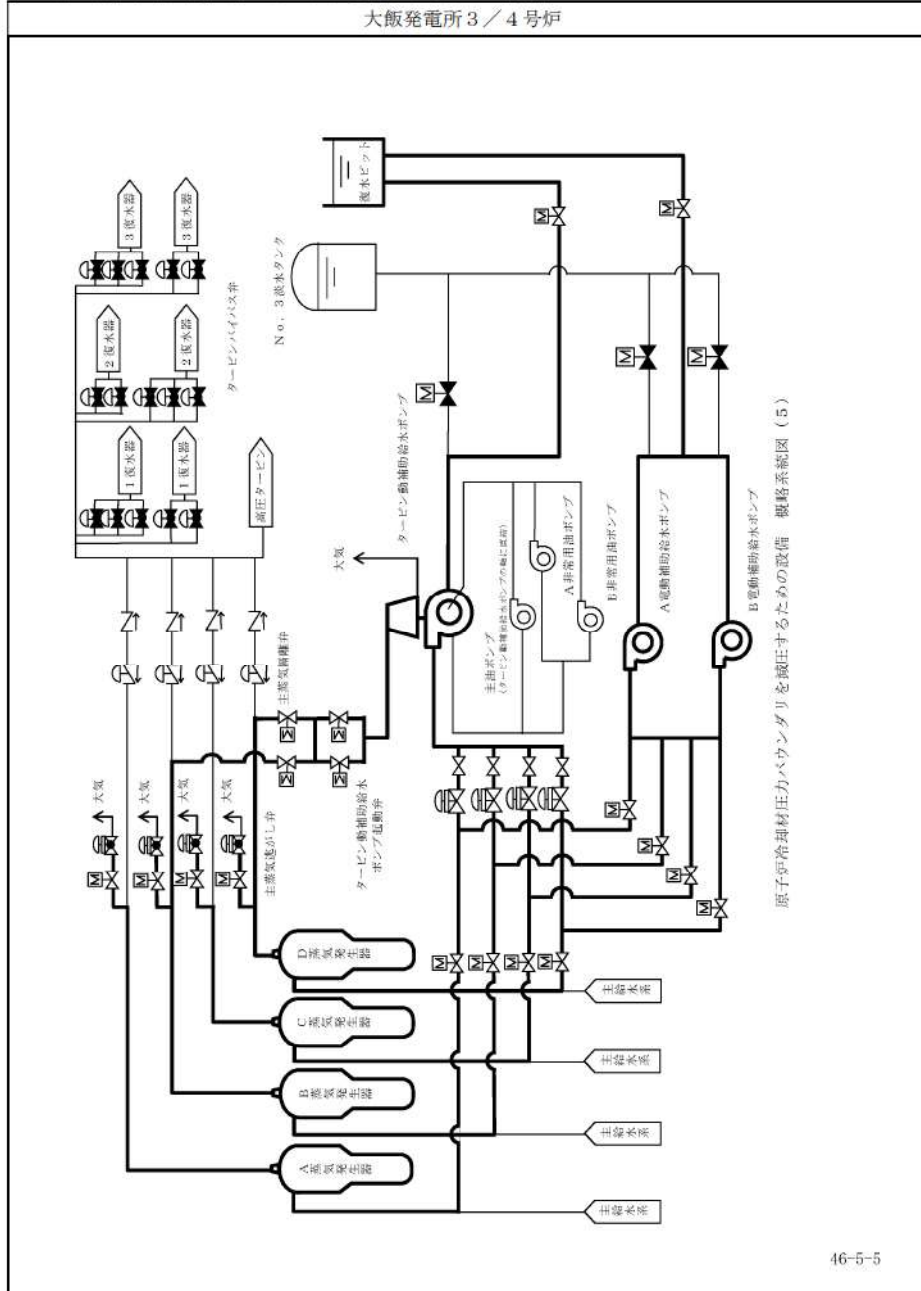 大飯発電所3／4号炉
3復水器
3復水器
2復水器
2復水器
1復水器
1復水器
タービンバイパス弁
高圧タービン
No．3淡水タンク
復水ピット
M
M
M
M
M
タービン動補助給水ポンプ
大気
主油ポンプ
(タービン動補助給水ポンプの軸に直結)
A非常用油ポンプ
B非常用油ポンプ
A電動補助給水ポンプ
B電動補助給水ポンプ
大気
大気
大気
大気
M
M
M
M
主蒸気逃がし弁
主蒸気隔離弁
M
M
M
M
タービン動補助給水
ポンプ起動弁
M
M
M
M
M
M
M
M
A
蒸気発生器
B
蒸気発生器
C
蒸気発生器
D
蒸気発生器
主給水系
主給水系
主給水系
主給水系
原子炉冷却材圧力バウンダリを減圧するための設備　概略系統図（5）
46-5-5